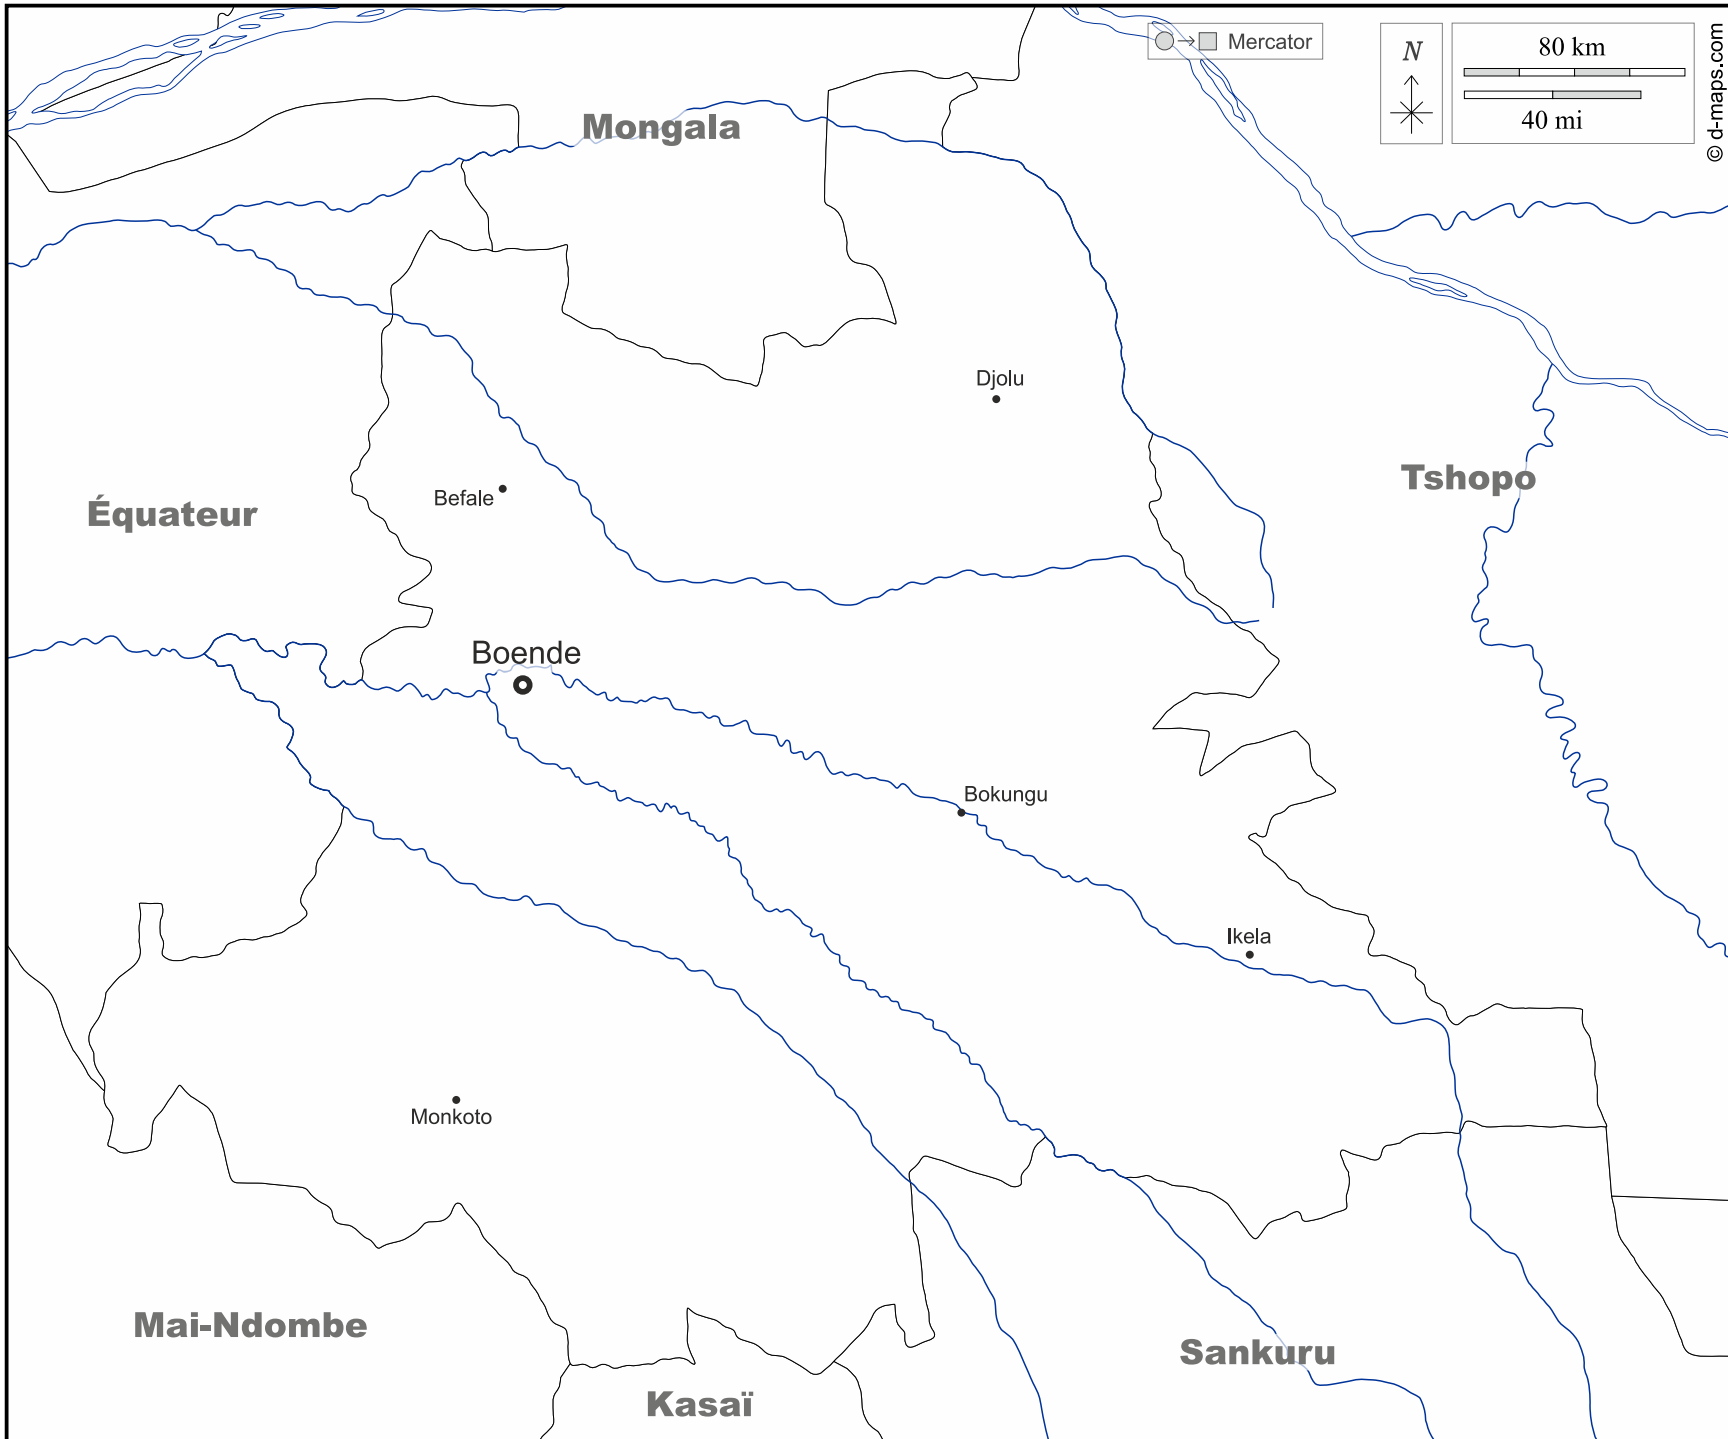 Mercator
N
80 km
40 mi
© d-maps.com
Mongala
Djolu
Tshopo
Befale
Équateur
Boende
Bokungu
Ikela
Monkoto
Mai-Ndombe
Sankuru
Kasaï